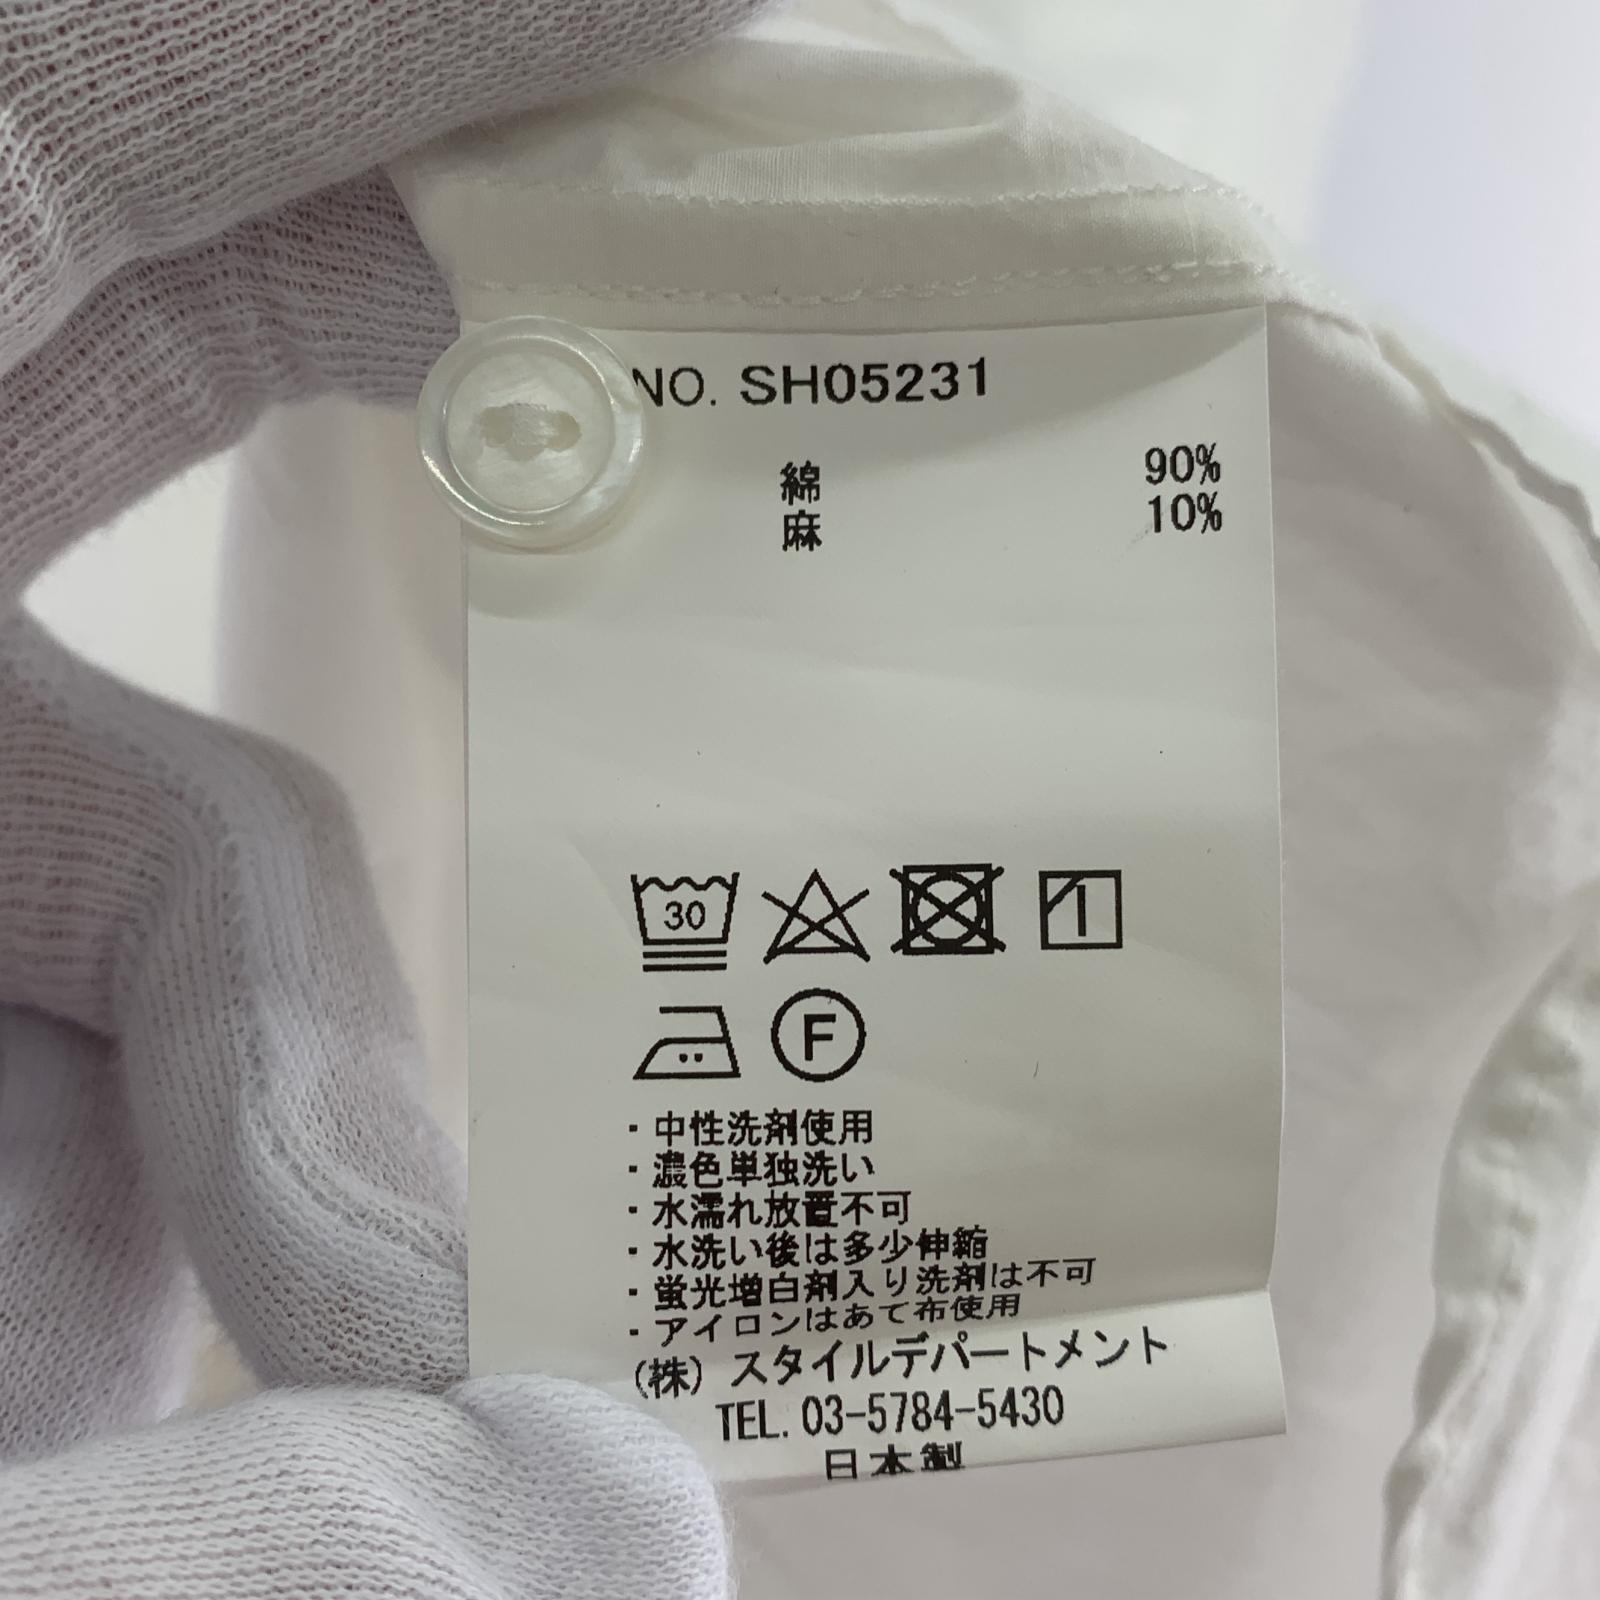 NO. SH05231
綿 90%
麻 10%
30
F
・中性洗剤使用
・濃色単独洗い
・水濡れ放置不可
・水洗い後は多少伸縮
・蛍光増白剤入り洗剤は不可
・アイロンはあて布使用
(株) スタイルデパートメント
TEL. 03-5784-5430
日本製